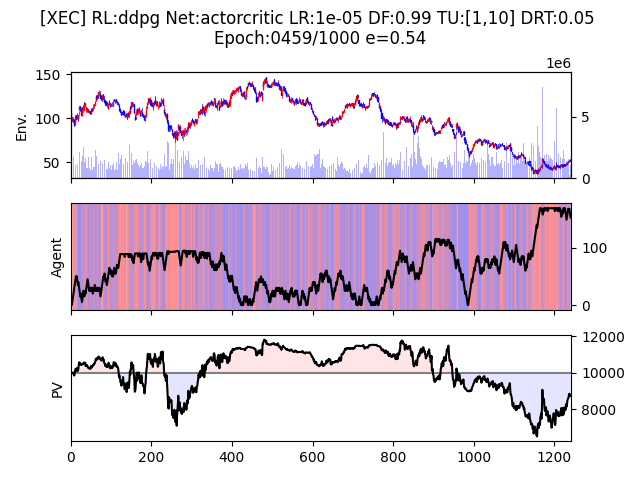 [XEC] RL:ddpg Net:actorcritic LR:1e-05 DF:0.99 TU:[1,10] DRT:0.05
Epoch:0459/1000 e=0.54
1e6
150
100
50
Env.
5
0
Agent
100
0
PV
12000
10000
8000
0 200 400 600 800 1000 1200